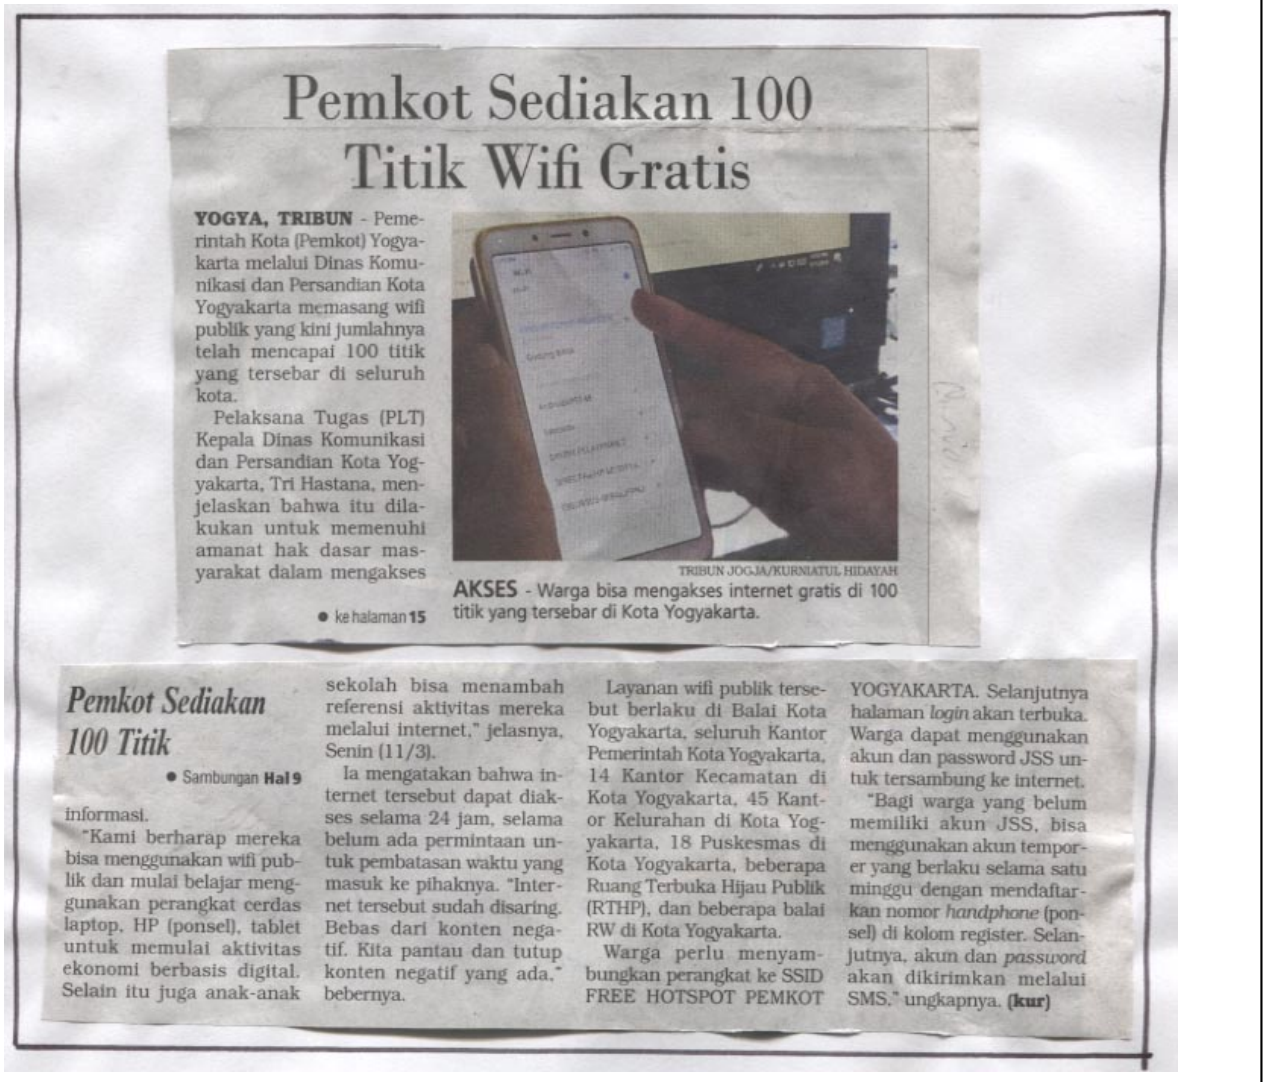 Pemkot Sediakan 100
Titik Wifi Gratis
YOGYA, TRIBUN - Peme-
rintah Kota (Pemkot) Yogya-
karta melalui Dinas Komu-
nikasi dan Persandian Kota
Yogyakarta memasang wifi
publik yang kini jumlahnya
telah mencapai 100 titik
yang tersebar di seluruh
kota.
Pelaksana Tugas (PLT)
Kepala Dinas Komunikasi
dan Persandian Kota Yog-
yakarta, Tri Hastana, men-
jelaskan bahwa itu dila-
kukan untuk memenuhi
amanat hak dasar mas-
yarakat dalam mengakses
● ke halaman 15
TRIBUN JOGJA/KURNIATUL HIDAYAH
AKSES - Warga bisa mengakses internet gratis di 100
titik yang tersebar di Kota Yogyakarta.
Pemkot Sediakan
100 Titik
● Sambungan Hal 9
informasi.
"Kami berharap mereka
bisa menggunakan wifi pub-
lik dan mulai belajar meng-
gunakan perangkat cerdas
laptop, HP (ponsel), tablet
untuk memulai aktivitas
ekonomi berbasis digital.
Selain itu juga anak-anak
sekolah bisa menambah
referensi aktivitas mereka
melalui internet," jelasnya,
Senin (11/3).
Ia mengatakan bahwa in-
ternet tersebut dapat diak-
ses selama 24 jam, selama
belum ada permintaan un-
tuk pembatasan waktu yang
masuk ke pihaknya. "Inter-
net tersebut sudah disaring.
Bebas dari konten nega-
tif. Kita pantau dan tutup
konten negatif yang ada,"
bebernya.
Layanan wifi publik terse-
but berlaku di Balai Kota
Yogyakarta, seluruh Kantor
Pemerintah Kota Yogyakarta,
14 Kantor Kecamatan di
Kota Yogyakarta, 45 Kant-
or Kelurahan di Kota Yog-
yakarta, 18 Puskesmas di
Kota Yogyakarta, beberapa
Ruang Terbuka Hijau Publik
(RTHP), dan beberapa balai
RW di Kota Yogyakarta.
Warga perlu menyam-
bungkan perangkat ke SSID
FREE HOTSPOT PEMKOT
YOGYAKARTA. Selanjutnya
halaman login akan terbuka.
Warga dapat menggunakan
akun dan password JSS un-
tuk tersambung ke internet.
"Bagi warga yang belum
memiliki akun JSS, bisa
menggunakan akun tempor-
er yang berlaku selama satu
minggu dengan mendaftar-
kan nomor handphone (pon-
sel) di kolom register. Selan-
jutnya, akun dan password
akan dikirimkan melalui
SMS," ungkapnya. (kur)